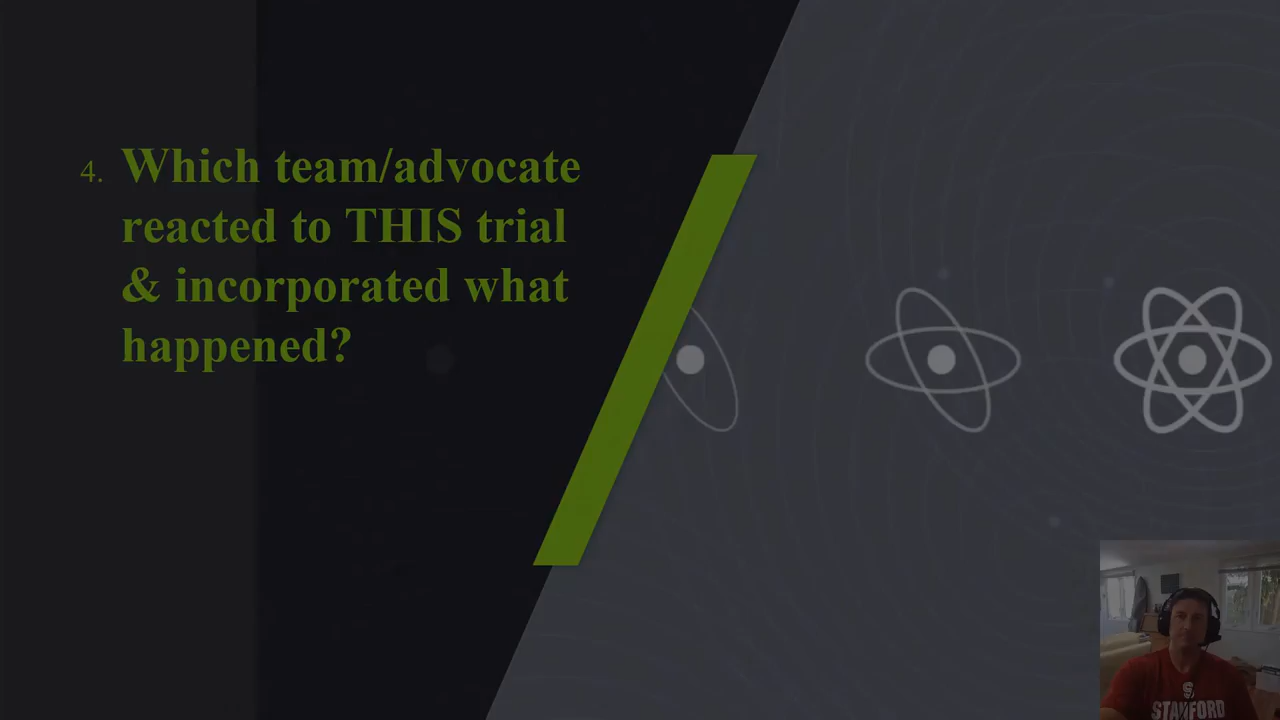 4. Which team/advocate
reacted to THIS trial
& incorporated what
happened?
STANFORD